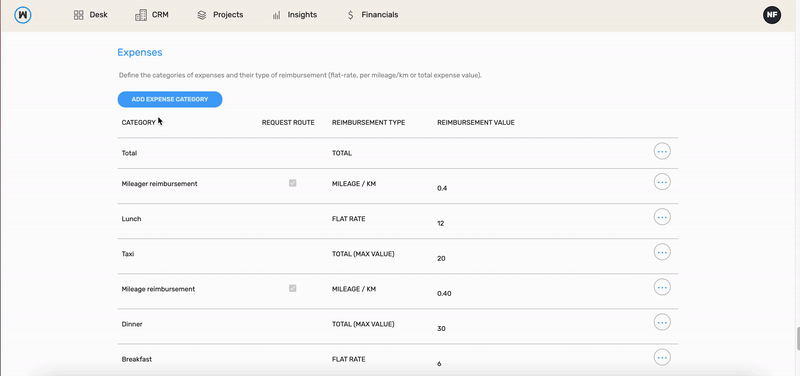 W Desk CRM Projects Insights $ Financials NF
Expenses
Define the categories of expenses and their type of reimbursement (flat-rate, per mileage/km or total expense value).
ADD EXPENSE CATEGORY
CATEGORY REQUEST ROUTE REIMBURSEMENT TYPE REIMBURSEMENT VALUE
Total TOTAL
Mileager reimbursement MILEAGE / KM 0.4
Lunch FLAT RATE 12
Taxi TOTAL (MAX VALUE) 20
Mileage reimbursement MILEAGE / KM 0.40
Dinner TOTAL (MAX VALUE) 30
Breakfast FLAT RATE 6